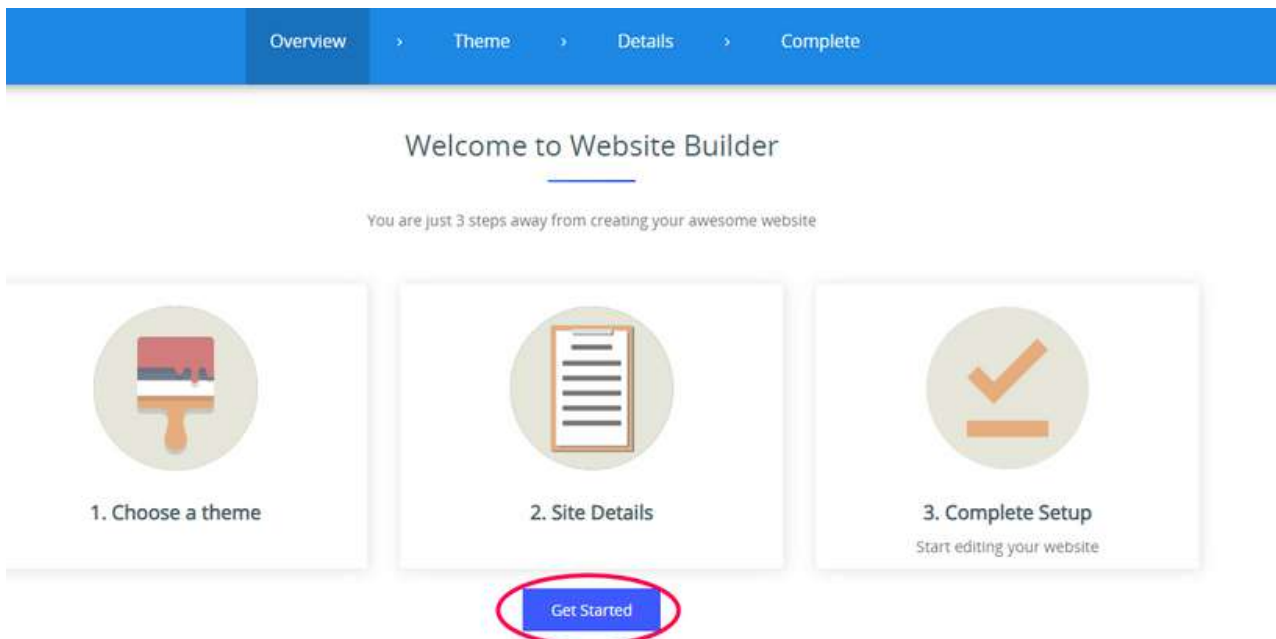 Overview › Theme › Details › Complete
Welcome to Website Builder
You are just 3 steps away from creating your awesome website
1. Choose a theme
2. Site Details
3. Complete Setup
Start editing your website
Get Started